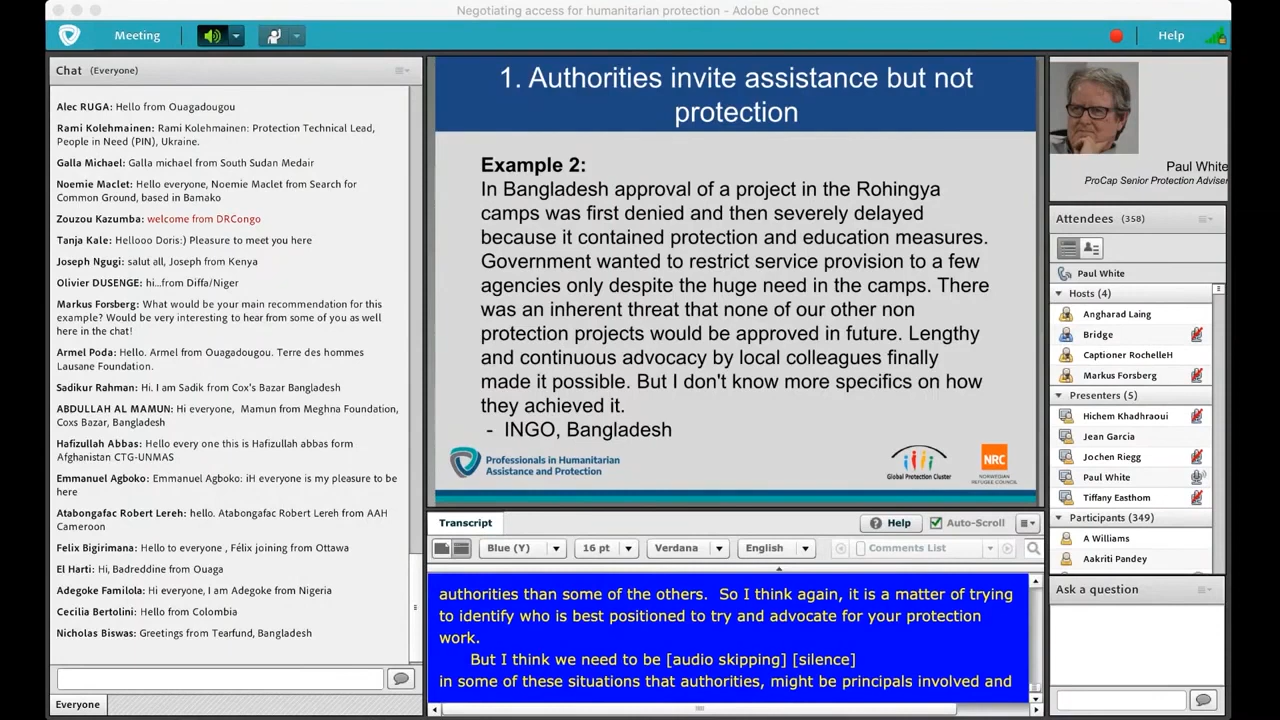 Negotiating access for humanitarian protection - Adobe Connect
Meeting
Help
Chat (Everyone)
Alec RUGA: Hello from Ouagadougou
Rami Kolehmainen: Rami Kolehmainen: Protection Technical Lead,
People in Need (PIN), Ukraine.
Galla Michael: Galla michael from South Sudan Medair
Noemie Maclet: Hello everyone, Noemie Maclet from Search for
Common Ground, based in Bamako
Zouzou Kazumba: welcome from DRCongo
Tanja Kale: Hellooo Doris:) Pleasure to meet you here
Joseph Ngugi: salut all, Joseph from Kenya
Olivier DUSENGE: hi...from Diffa/Niger
Markus Forsberg: What would be your main recommendation for this
example? Would be very interesting to hear from some of you as well
here in the chat!
Armel Poda: Hello. Armel from Ouagadougou. Terre des hommes
Lausane Foundation.
Sadikur Rahman: Hi. I am Sadik from Cox's Bazar Bangladesh
ABDULLAH AL MAMUN: Hi everyone, Mamun from Meghna Foundation,
Coxs Bazar, Bangladesh
Hafizullah Abbas: Hello every one this is Hafizullah abbas form
Afghanistan CTG-UNMAS
Emmanuel Agboko: Emmanuel Agboko: iH everyone is my pleasure to be
here
Atabongafac Robert Lereh: hello. Atabongafac Robert Lereh from AAH
Cameroon
Felix Bigirimana: Hello to everyone , Félix joining from Ottawa
El Harti: Hi, Badreddine from Ouaga
Adegoke Familola: Hi everyone, I am Adegoke from Nigeria
Cecilia Bertolini: Hello from Colombia
Nicholas Biswas: Greetings from Tearfund, Bangladesh
Everyone
1. Authorities invite assistance but not
protection
Example 2:
In Bangladesh approval of a project in the Rohingya
camps was first denied and then severely delayed
because it contained protection and education measures.
Government wanted to restrict service provision to a few
agencies only despite the huge need in the camps. There
was an inherent threat that none of our other non
protection projects would be approved in future. Lengthy
and continuous advocacy by local colleagues finally
made it possible. But I don't know more specifics on how
they achieved it.
- INGO, Bangladesh
Professionals in Humanitarian
Assistance and Protection
Global Protection Cluster
NRC
NORWEGIAN
REFUGEE COUNCIL
Transcript
Help
Auto-Scroll
Blue (Y)
16 pt
Verdana
English
Comments List
authorities than some of the others. So I think again, it is a matter of trying
to identify who is best positioned to try and advocate for your protection
work.
But I think we need to be [audio skipping] [silence]
in some of these situations that authorities, might be principals involved and
Paul White
ProCap Senior Protection Adviser
Attendees (358)
Paul White
Hosts (4)
Angharad Laing
Bridge
Captioner RochelleH
Markus Forsberg
Presenters (5)
Hichem Khadhraoui
Jean Garcia
Jochen Riegg
Paul White
Tiffany Easthom
Participants (349)
A Williams
Aakriti Pandey
Ask a question